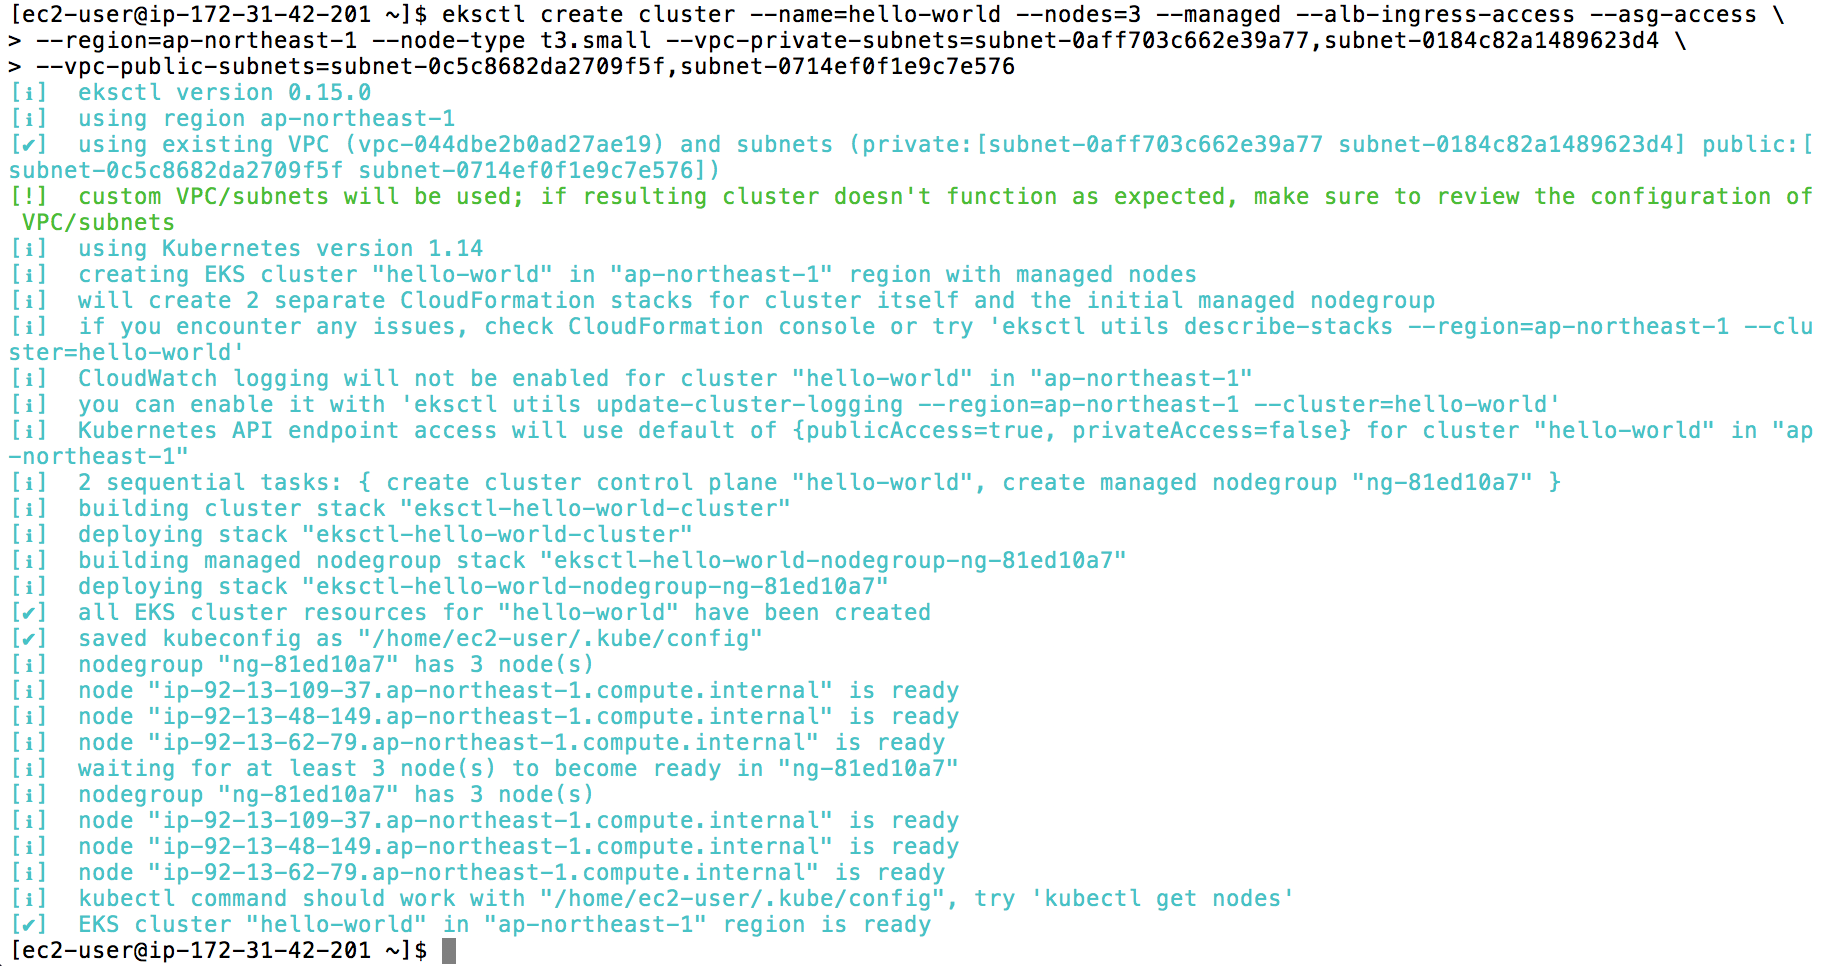 [ec2-user@ip-172-31-42-201 ~]$ eksctl create cluster --name=hello-world --nodes=3 --managed --alb-ingress-access --asg-access \
> --region=ap-northeast-1 --node-type t3.small --vpc-private-subnets=subnet-0aff703c662e39a77,subnet-0184c82a1489623d4 \
> --vpc-public-subnets=subnet-0c5c8682da2709f5f,subnet-0714ef0f1e9c7e576
[ℹ]  eksctl version 0.15.0
[ℹ]  using region ap-northeast-1
[✔]  using existing VPC (vpc-044dbe2b0ad27ae19) and subnets (private:[subnet-0aff703c662e39a77 subnet-0184c82a1489623d4] public:[
subnet-0c5c8682da2709f5f subnet-0714ef0f1e9c7e576])
[!]  custom VPC/subnets will be used; if resulting cluster doesn't function as expected, make sure to review the configuration of
 VPC/subnets
[ℹ]  using Kubernetes version 1.14
[ℹ]  creating EKS cluster "hello-world" in "ap-northeast-1" region with managed nodes
[ℹ]  will create 2 separate CloudFormation stacks for cluster itself and the initial managed nodegroup
[ℹ]  if you encounter any issues, check CloudFormation console or try 'eksctl utils describe-stacks --region=ap-northeast-1 --clu
ster=hello-world'
[ℹ]  CloudWatch logging will not be enabled for cluster "hello-world" in "ap-northeast-1"
[ℹ]  you can enable it with 'eksctl utils update-cluster-logging --region=ap-northeast-1 --cluster=hello-world'
[ℹ]  Kubernetes API endpoint access will use default of {publicAccess=true, privateAccess=false} for cluster "hello-world" in "ap
-northeast-1"
[ℹ]  2 sequential tasks: { create cluster control plane "hello-world", create managed nodegroup "ng-81ed10a7" }
[ℹ]  building cluster stack "eksctl-hello-world-cluster"
[ℹ]  deploying stack "eksctl-hello-world-cluster"
[ℹ]  building managed nodegroup stack "eksctl-hello-world-nodegroup-ng-81ed10a7"
[ℹ]  deploying stack "eksctl-hello-world-nodegroup-ng-81ed10a7"
[✔]  all EKS cluster resources for "hello-world" have been created
[✔]  saved kubeconfig as "/home/ec2-user/.kube/config"
[ℹ]  nodegroup "ng-81ed10a7" has 3 node(s)
[ℹ]  node "ip-92-13-109-37.ap-northeast-1.compute.internal" is ready
[ℹ]  node "ip-92-13-48-149.ap-northeast-1.compute.internal" is ready
[ℹ]  node "ip-92-13-62-79.ap-northeast-1.compute.internal" is ready
[ℹ]  waiting for at least 3 node(s) to become ready in "ng-81ed10a7"
[ℹ]  nodegroup "ng-81ed10a7" has 3 node(s)
[ℹ]  node "ip-92-13-109-37.ap-northeast-1.compute.internal" is ready
[ℹ]  node "ip-92-13-48-149.ap-northeast-1.compute.internal" is ready
[ℹ]  node "ip-92-13-62-79.ap-northeast-1.compute.internal" is ready
[ℹ]  kubectl command should work with "/home/ec2-user/.kube/config", try 'kubectl get nodes'
[✔]  EKS cluster "hello-world" in "ap-northeast-1" region is ready
[ec2-user@ip-172-31-42-201 ~]$